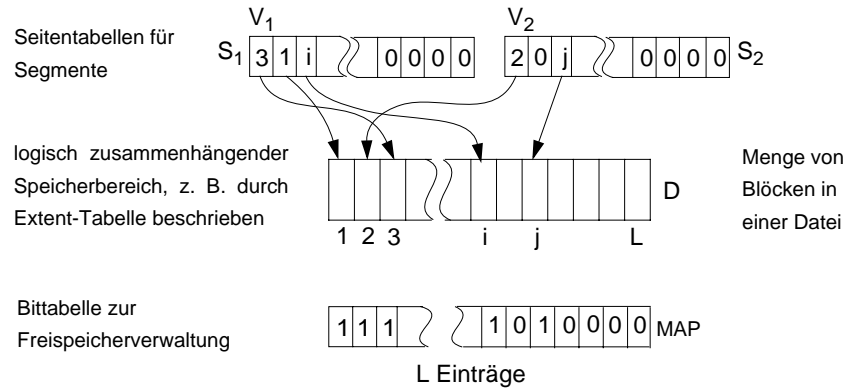 V1 V2
Seitentabellen für
Segmente
S1 3 1 i 0 0 0 0 2 0 j 0 0 0 0 S2
logisch zusammenhängender
Speicherbereich, z. B. durch
Extent-Tabelle beschrieben
D
Menge von
Blöcken in
einer Datei
1 2 3 i j L
Bittabelle zur
Freispeicherverwaltung
1 1 1 1 0 1 0 0 0 0 MAP
L Einträge